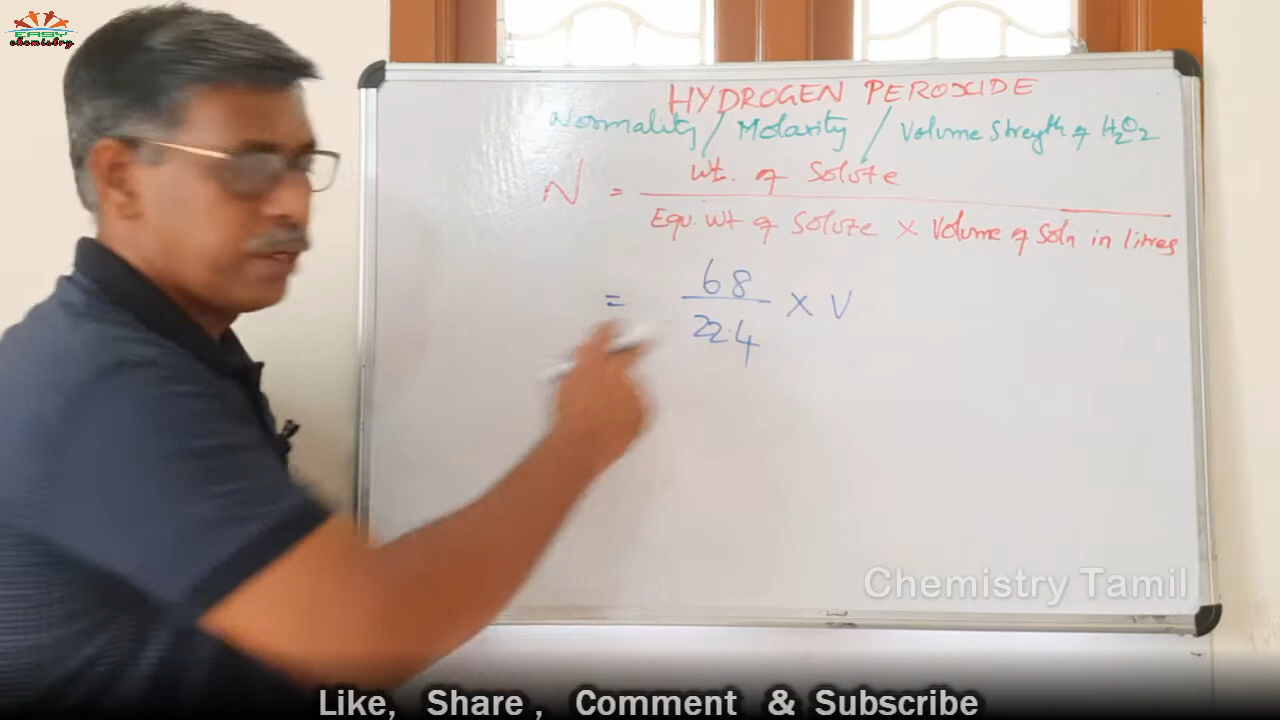 EASY
chemistry
HYDROGEN PEROXIDE
Normality / Molarity / Volume Strength of H₂O₂
N = Wt. of Solute
Equ. wt of Solute × Volume of Soln in litres
= 68
22.4 × V
Chemistry Tamil
Like, Share , Comment & Subscribe